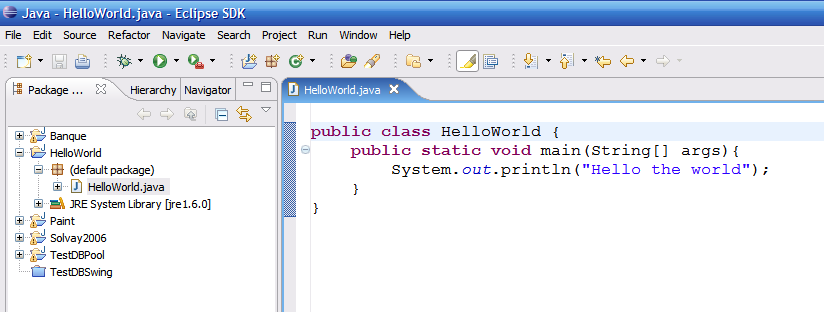 Java - HelloWorld.java - Eclipse SDK
File Edit Source Refactor Navigate Search Project Run Window Help
Package ... Hierarchy Navigator
HelloWorld.java
Banque
HelloWorld
(default package)
HelloWorld.java
JRE System Library [jre1.6.0]
Paint
Solvay2006
TestDBPool
TestDBSwing
public class HelloWorld {
public static void main(String[] args){
System.out.println("Hello the world");
}
}